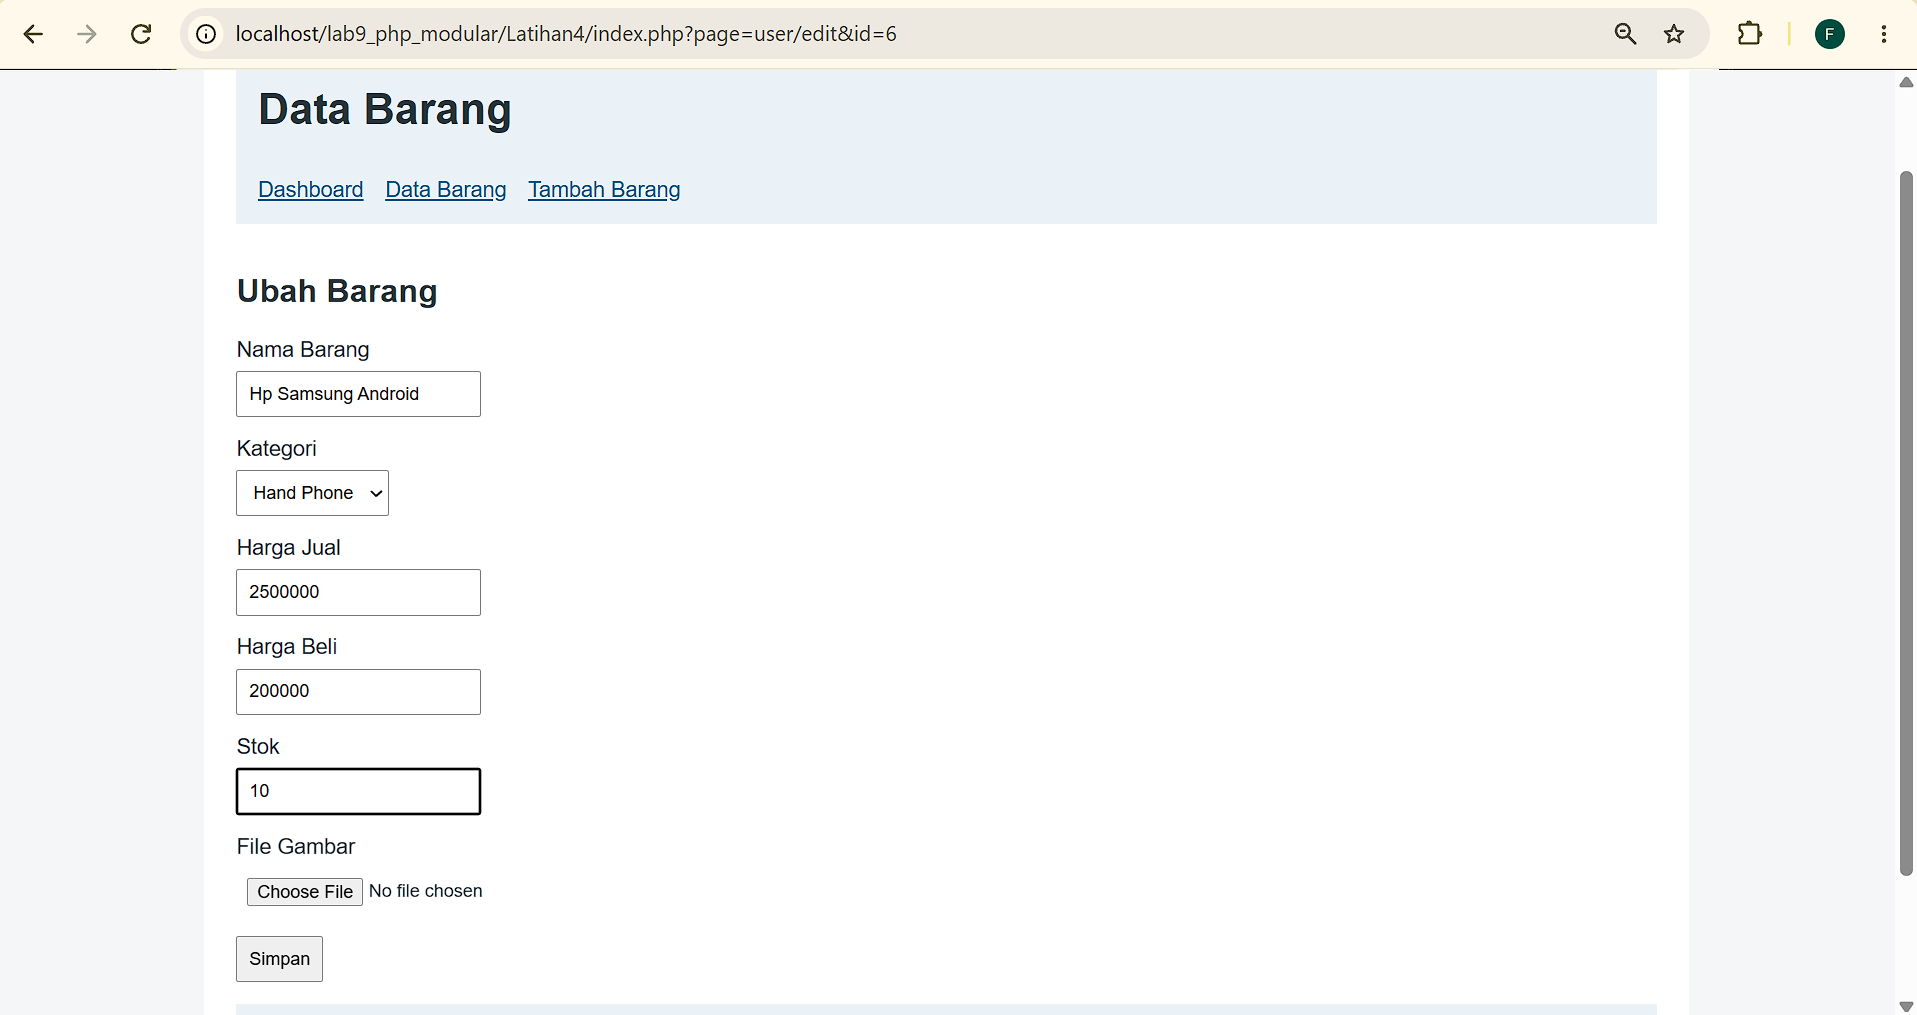 localhost/lab9_php_modular/Latihan4/index.php?page=user/edit&id=6
F
Data Barang
Dashboard Data Barang Tambah Barang
Ubah Barang
Nama Barang
Hp Samsung Android
Kategori
Hand Phone
Harga Jual
2500000
Harga Beli
200000
Stok
10
File Gambar
Choose File No file chosen
Simpan